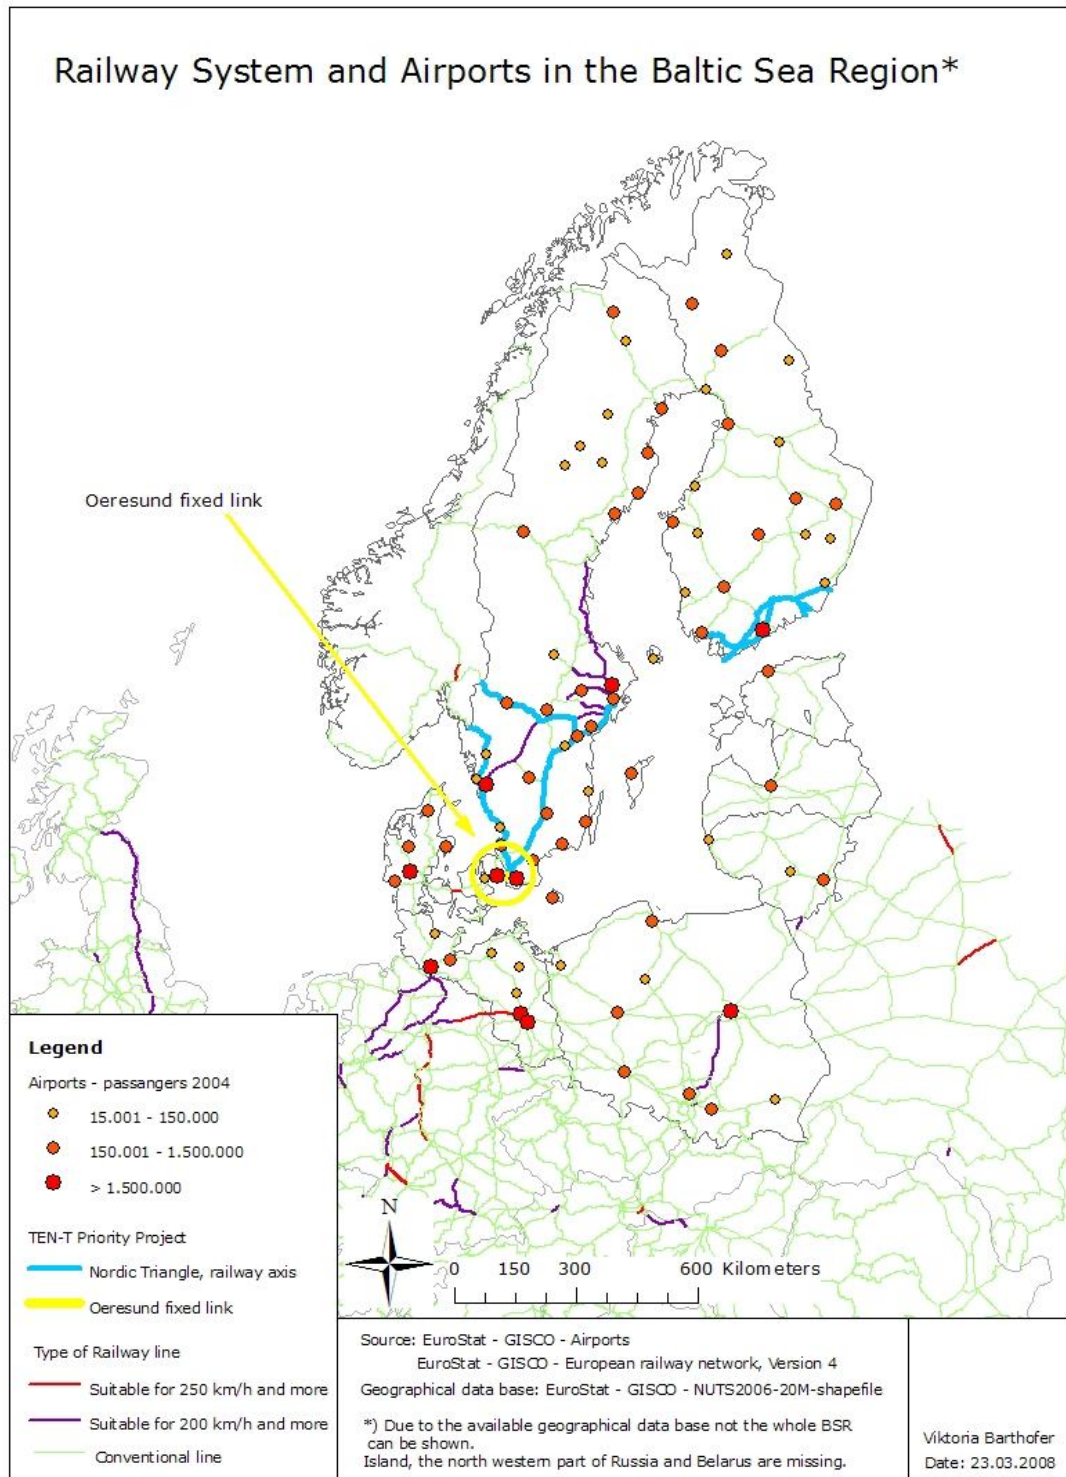 Railway System and Airports in the Baltic Sea Region*
Oeresund fixed link
Legend
Airports - passangers 2004
15.001 - 150.000
150.001 - 1.500.000
> 1.500.000
TEN-T Priority Project
Nordic Triangle, railway axis
Oeresund fixed link
Type of Railway line
Suitable for 250 km/h and more
Suitable for 200 km/h and more
Conventional line
N
0 150 300 600 Kilometers
Source: EuroStat - GISCO - Airports
EuroStat - GISCO - European railway network, Version 4
Geographical data base: EuroStat - GISCO - NUTS2006-20M-shapefile
*) Due to the available geographical data base not the whole BSR
can be shown.
Island, the north western part of Russia and Belarus are missing.
Viktoria Barthofer
Date: 23.03.2008